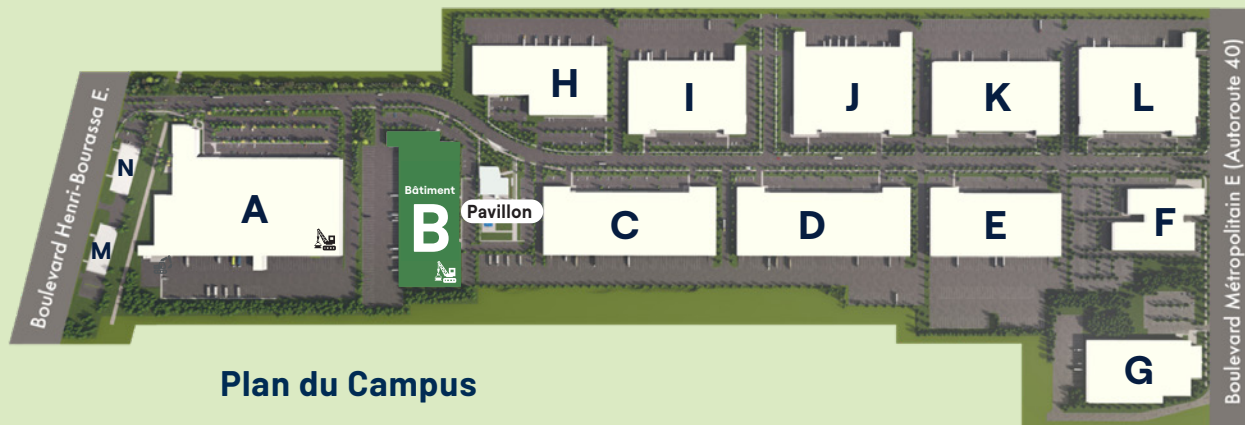 Boulevard Henri-Bourassa E.
N
M
A
Bâtiment
B
Pavillon
H
I
J
K
L
C
D
E
F
G
Boulevard Métropolitain E (Autoroute 40)
Plan du Campus